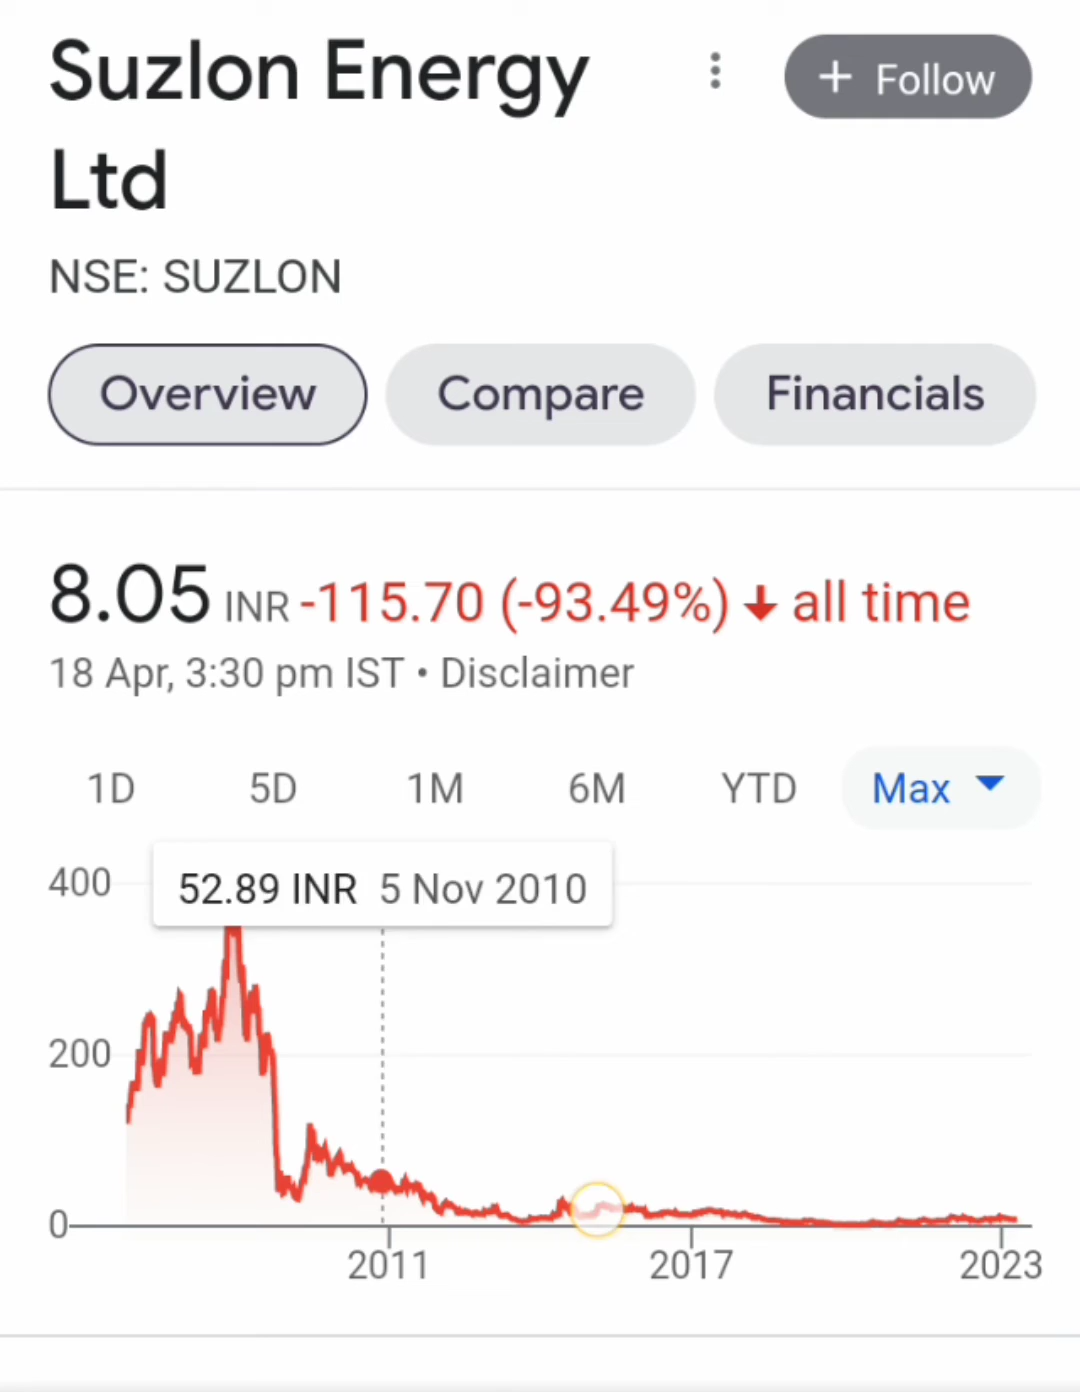 Suzlon Energy
Ltd
+ Follow
NSE: SUZLON
Overview Compare Financials
8.05 INR -115.70 (-93.49%) ↓ all time
18 Apr, 3:30 pm IST • Disclaimer
1D 5D 1M 6M YTD Max
52.89 INR 5 Nov 2010
400
200
0
2011 2017 2023